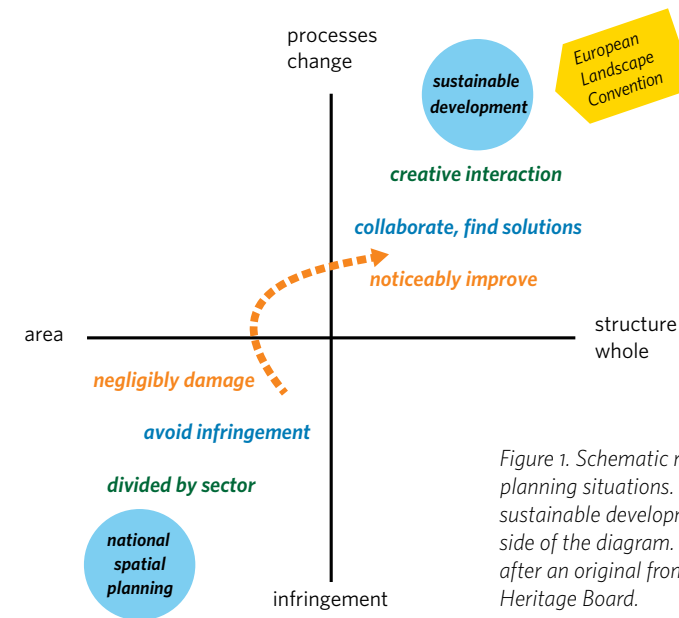 processes
change
sustainable
development
European
Landscape
Convention
creative interaction
collaborate, find solutions
noticeably improve
area
structure
whole
negligibly damage
avoid infringement
divided by sector
national
spatial
planning
infringement
Figure 1. Schematic
planning situations.
sustainable
side of the diagram.
after an original
Heritage Board.